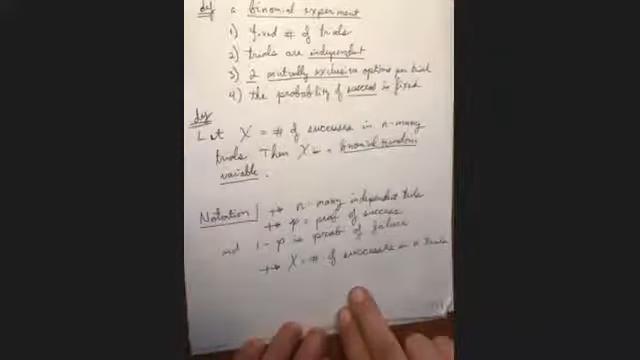 def a binomial experiment
1) fixed # of trials
2) trials are independent
3) 2 mutually exclusive options per trial
4) the probability of success is fixed
def
Let X = # of successes in n-many
trials Then X is a binomial random
variable.
Notation | → n-many independent trials
→ p = prob of success
and 1-p is prob of failure
→ X = # of successes in n trials